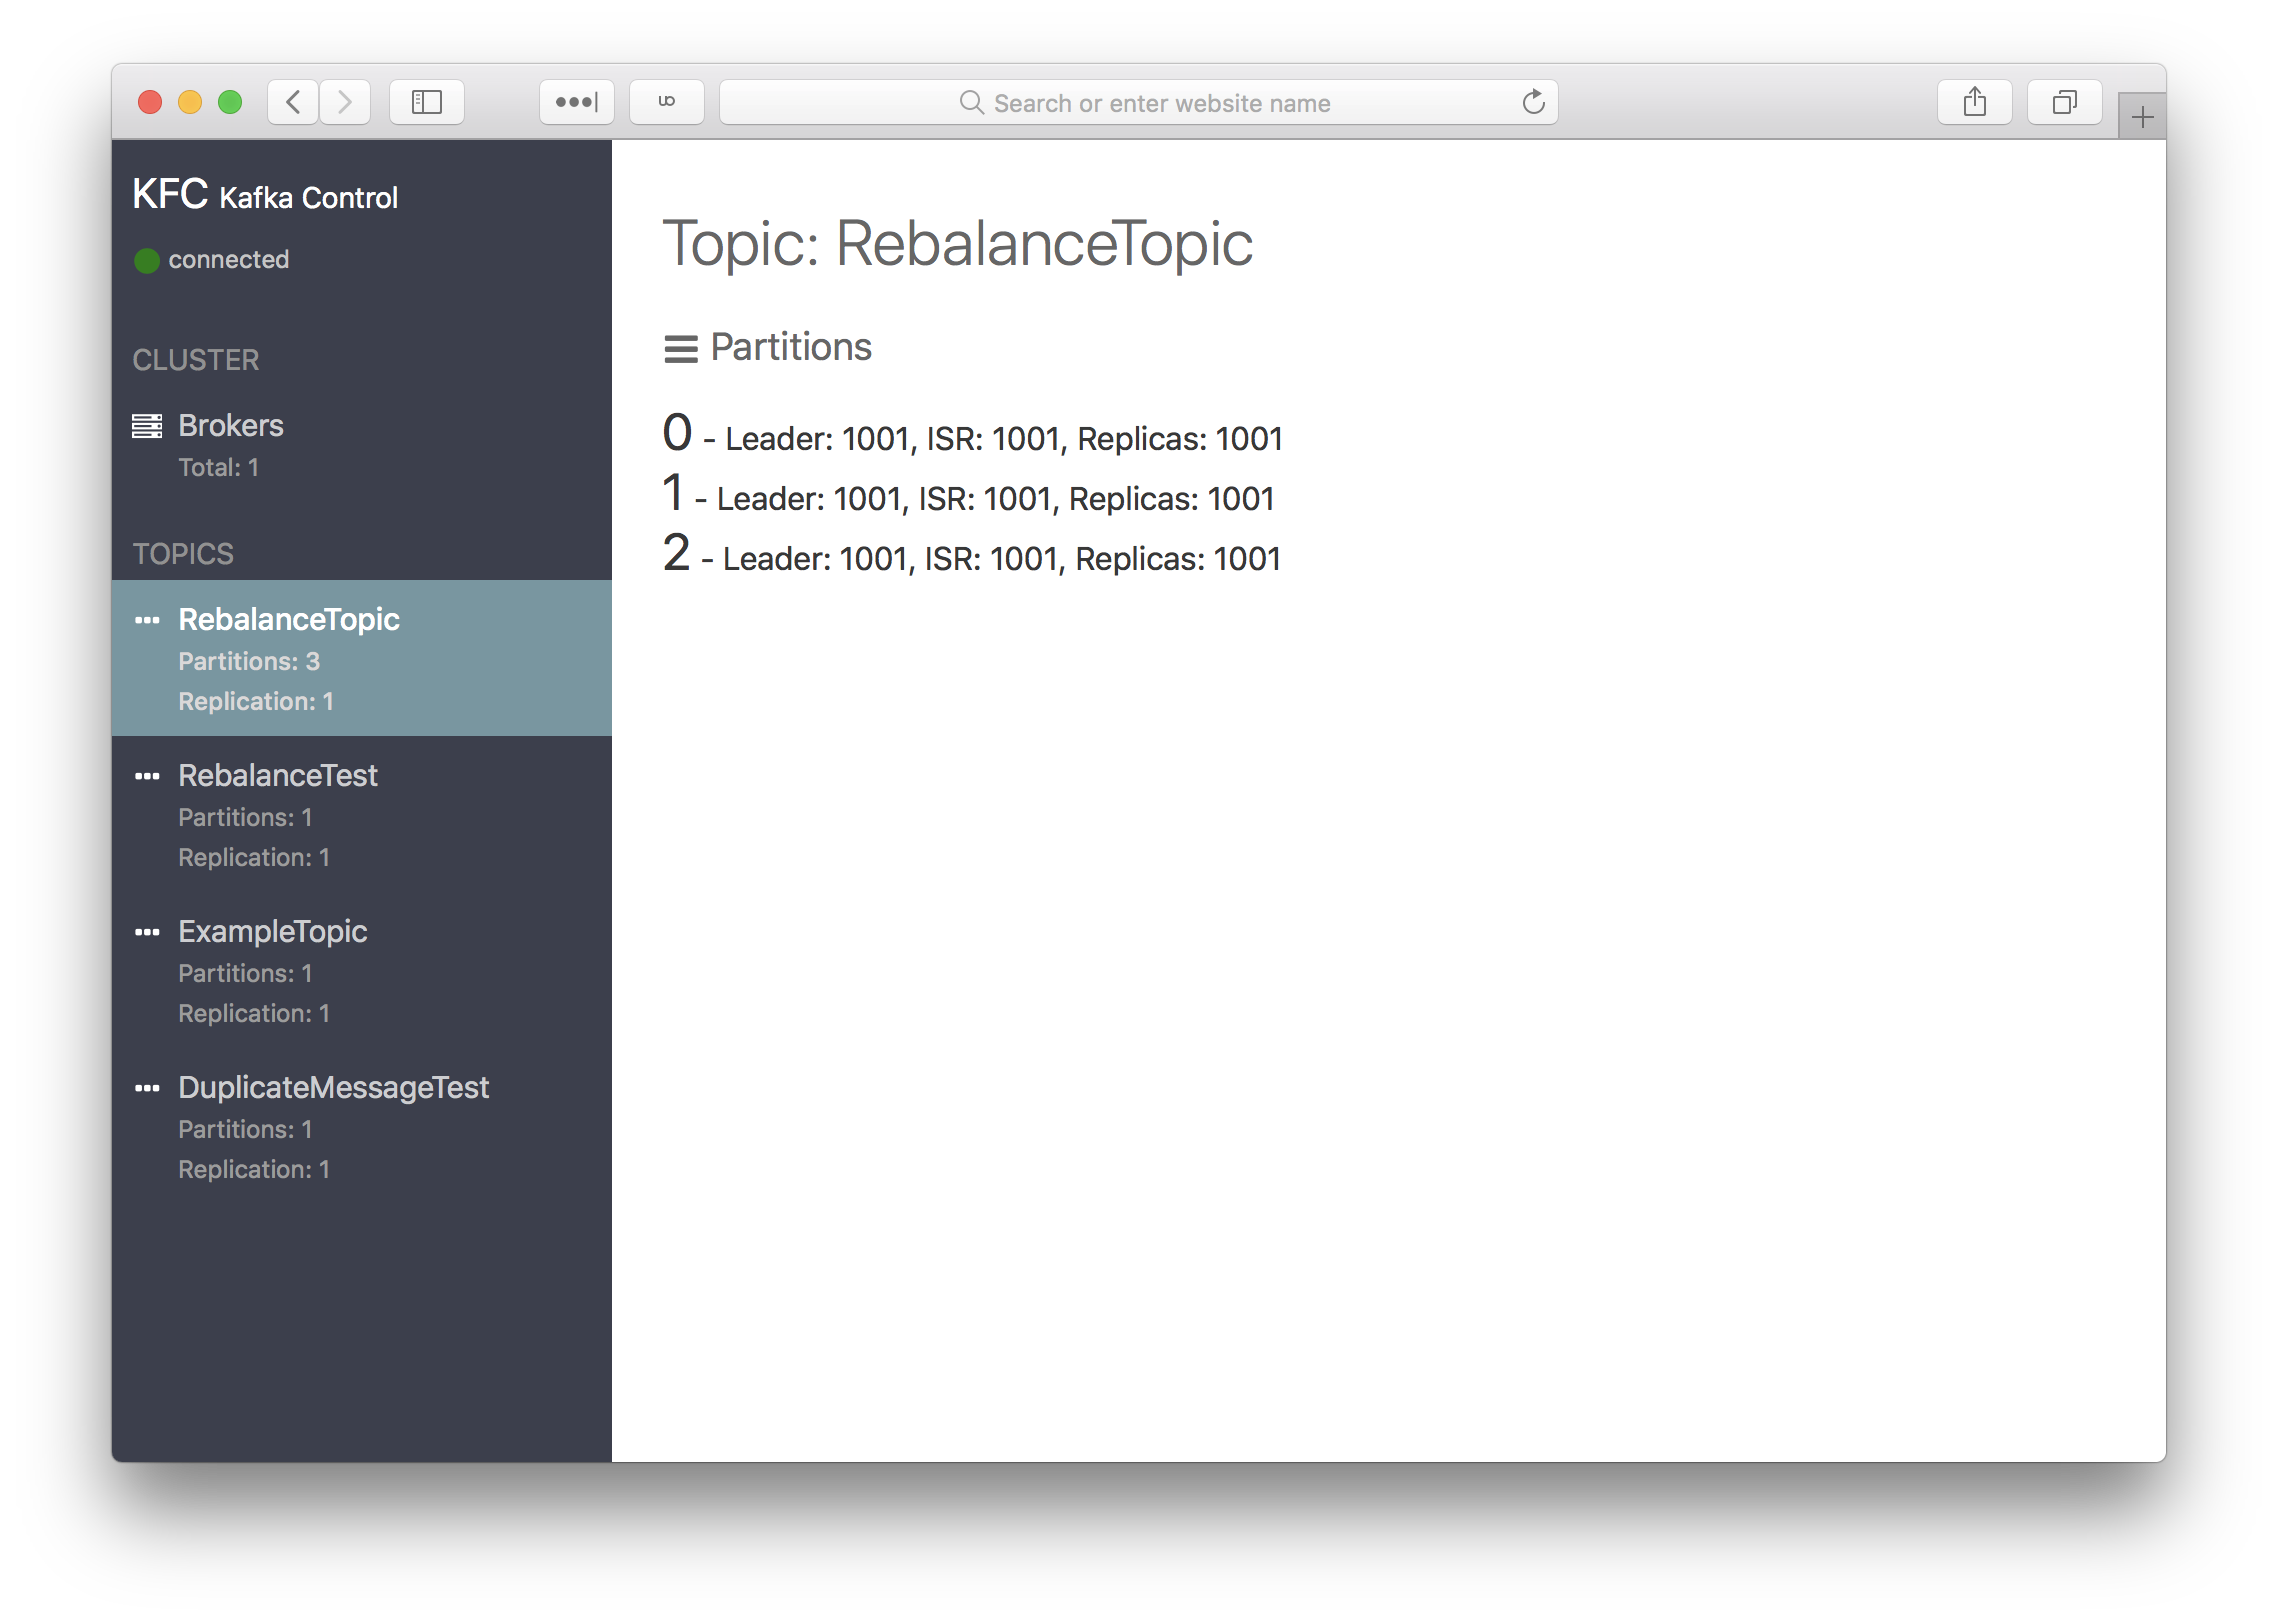 Search or enter website name
KFC Kafka Control
connected
CLUSTER
Brokers
Total: 1
TOPICS
RebalanceTopic
Partitions: 3
Replication: 1
RebalanceTest
Partitions: 1
Replication: 1
ExampleTopic
Partitions: 1
Replication: 1
DuplicateMessageTest
Partitions: 1
Replication: 1
Topic: RebalanceTopic
Partitions
0 - Leader: 1001, ISR: 1001, Replicas: 1001
1 - Leader: 1001, ISR: 1001, Replicas: 1001
2 - Leader: 1001, ISR: 1001, Replicas: 1001